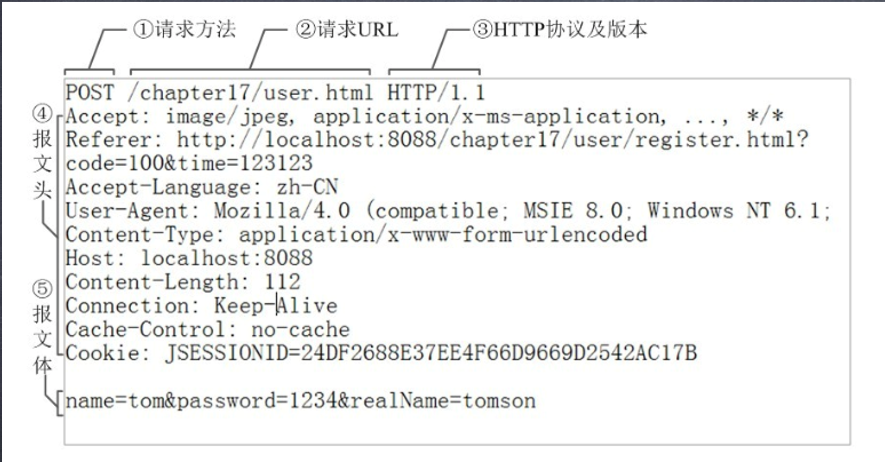 ①请求方法 ②请求URL ③HTTP协议及版本
POST /chapter17/user.html HTTP/1.1
④报文头
Accept: image/jpeg, application/x-ms-application, ..., */*
Referer: http://localhost:8088/chapter17/user/register.html?
code=100&time=123123
Accept-Language: zh-CN
User-Agent: Mozilla/4.0 (compatible; MSIE 8.0; Windows NT 6.1;
Content-Type: application/x-www-form-urlencoded
Host: localhost:8088
Content-Length: 112
Connection: Keep-Alive
Cache-Control: no-cache
Cookie: JSESSIONID=24DF2688E37EE4F66D9669D2542AC17B
⑤报文体
name=tom&password=1234&realName=tomson